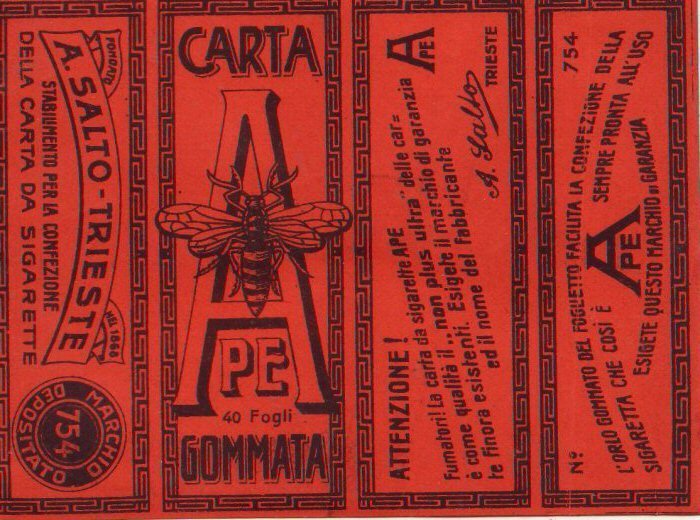 FONDATO
A. SALTO - TRIESTE
NEL 1866
STABILIMENTO PER LA CONFEZIONE
DELLA CARTA DA SIGARETTE
MARCHIO
754
DEPOSITATO
CARTA
APE
40 Fogli
GOMMATA
ATTENZIONE!
Fumatori! La carta da sigarette APE
è come qualità il „non plus ultra" delle car=
te finora esistenti. Esigete il marchio di garanzia
ed il nome del fabbricante
APE
A. Salto
TRIESTE
No 754
L'ORLO GOMMATO DEL FOGLIETTO FACILITA LA CONFEZIONE DELLA
SIGARETTA CHE COSÌ È SEMPRE PRONTA ALL'USO
APE
ESIGETE QUESTO MARCHIO DI GARANZIA